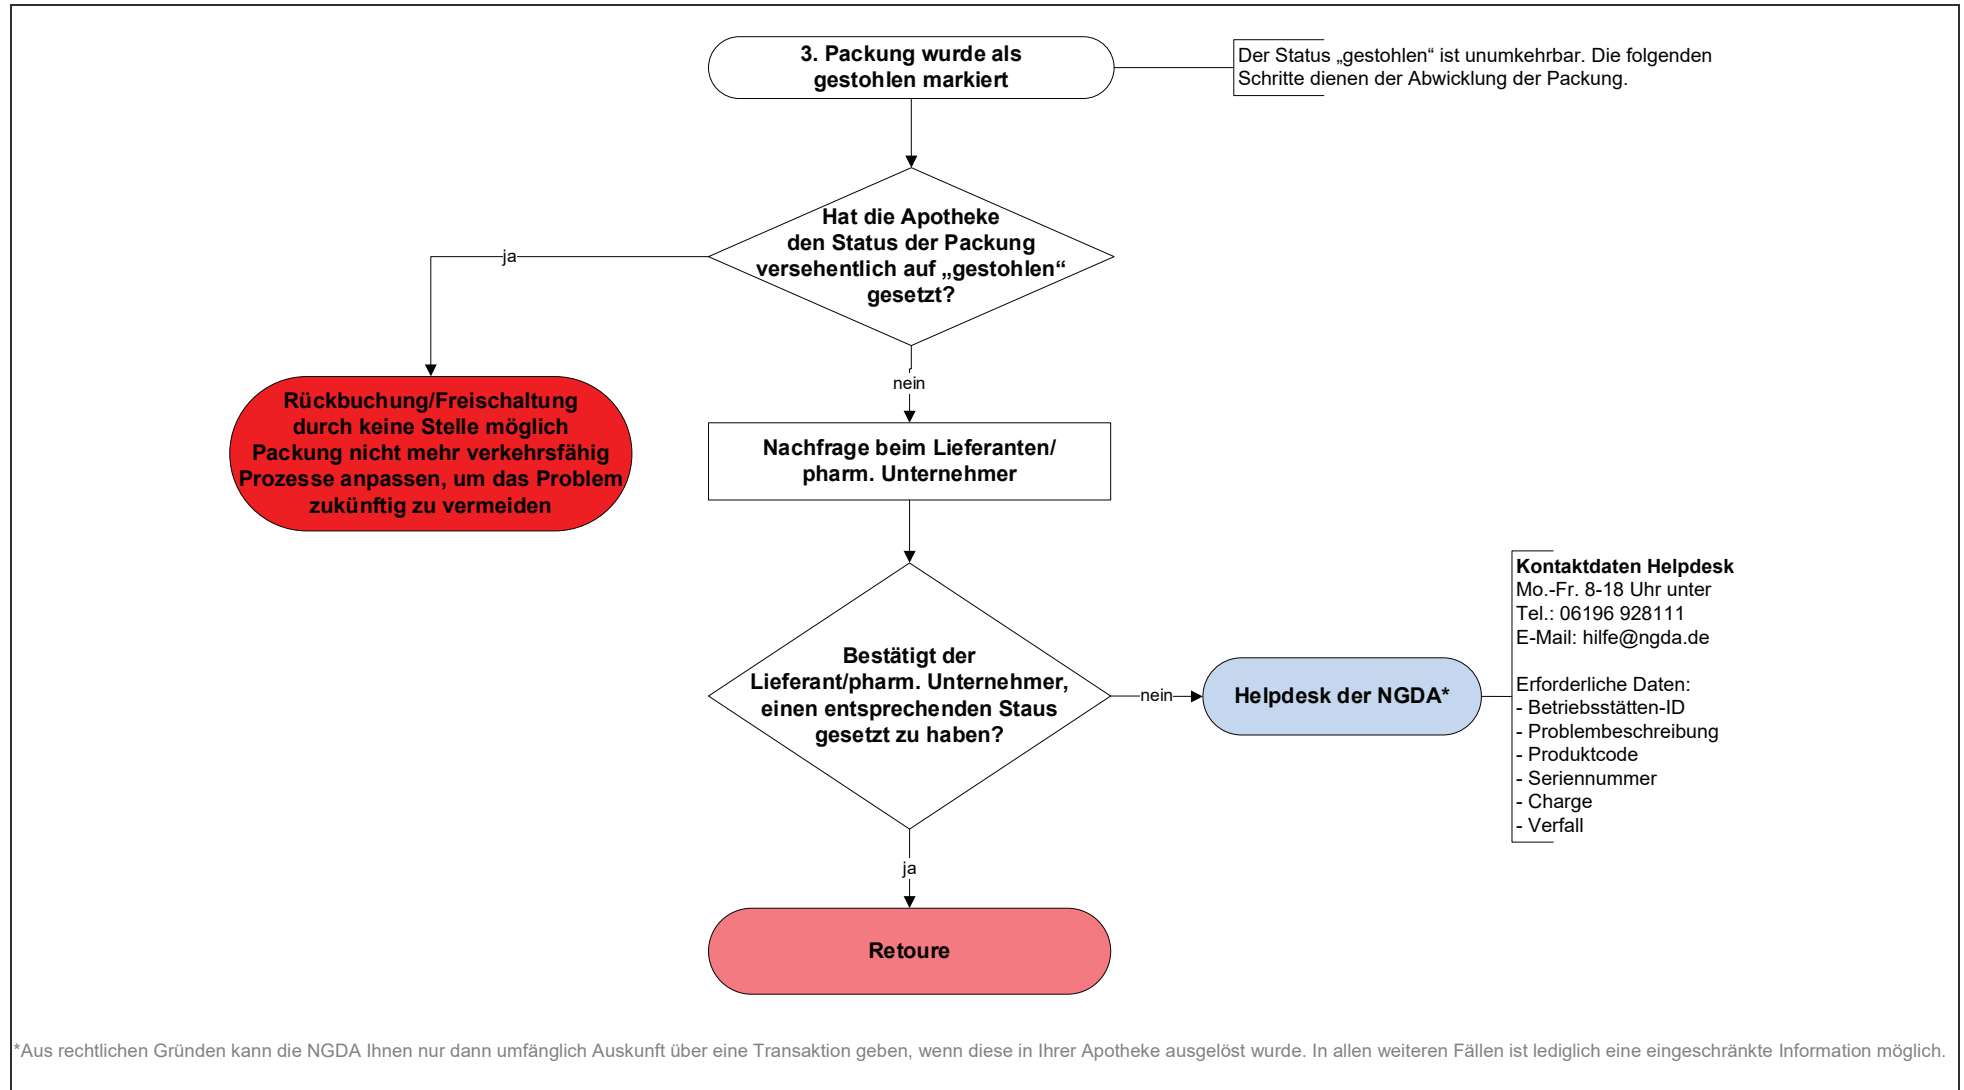 3. Packung wurde als
gestohlen markiert
Der Status „gestohlen“ ist unumkehrbar. Die folgenden
Schritte dienen der Abwicklung der Packung.
Hat die Apotheke
den Status der Packung
versehentlich auf „gestohlen“
gesetzt?
ja
Rückbuchung/Freischaltung
durch keine Stelle möglich
Packung nicht mehr verkehrsfähig
Prozesse anpassen, um das Problem
zukünftig zu vermeiden
nein
Nachfrage beim Lieferanten/
pharm. Unternehmer
Bestätigt der
Lieferant/pharm. Unternehmer,
einen entsprechenden Staus
gesetzt zu haben?
nein
Helpdesk der NGDA*
Kontaktdaten Helpdesk
Mo.-Fr. 8-18 Uhr unter
Tel.: 06196 928111
E-Mail: hilfe@ngda.de
Erforderliche Daten:
- Betriebsstätten-ID
- Problembeschreibung
- Produktcode
- Seriennummer
- Charge
- Verfall
ja
Retoure
*Aus rechtlichen Gründen kann die NGDA Ihnen nur dann umfänglich Auskunft über eine Transaktion geben, wenn diese in Ihrer Apotheke ausgelöst wurde. In allen weiteren Fällen ist lediglich eine eingeschränkte Information möglich.